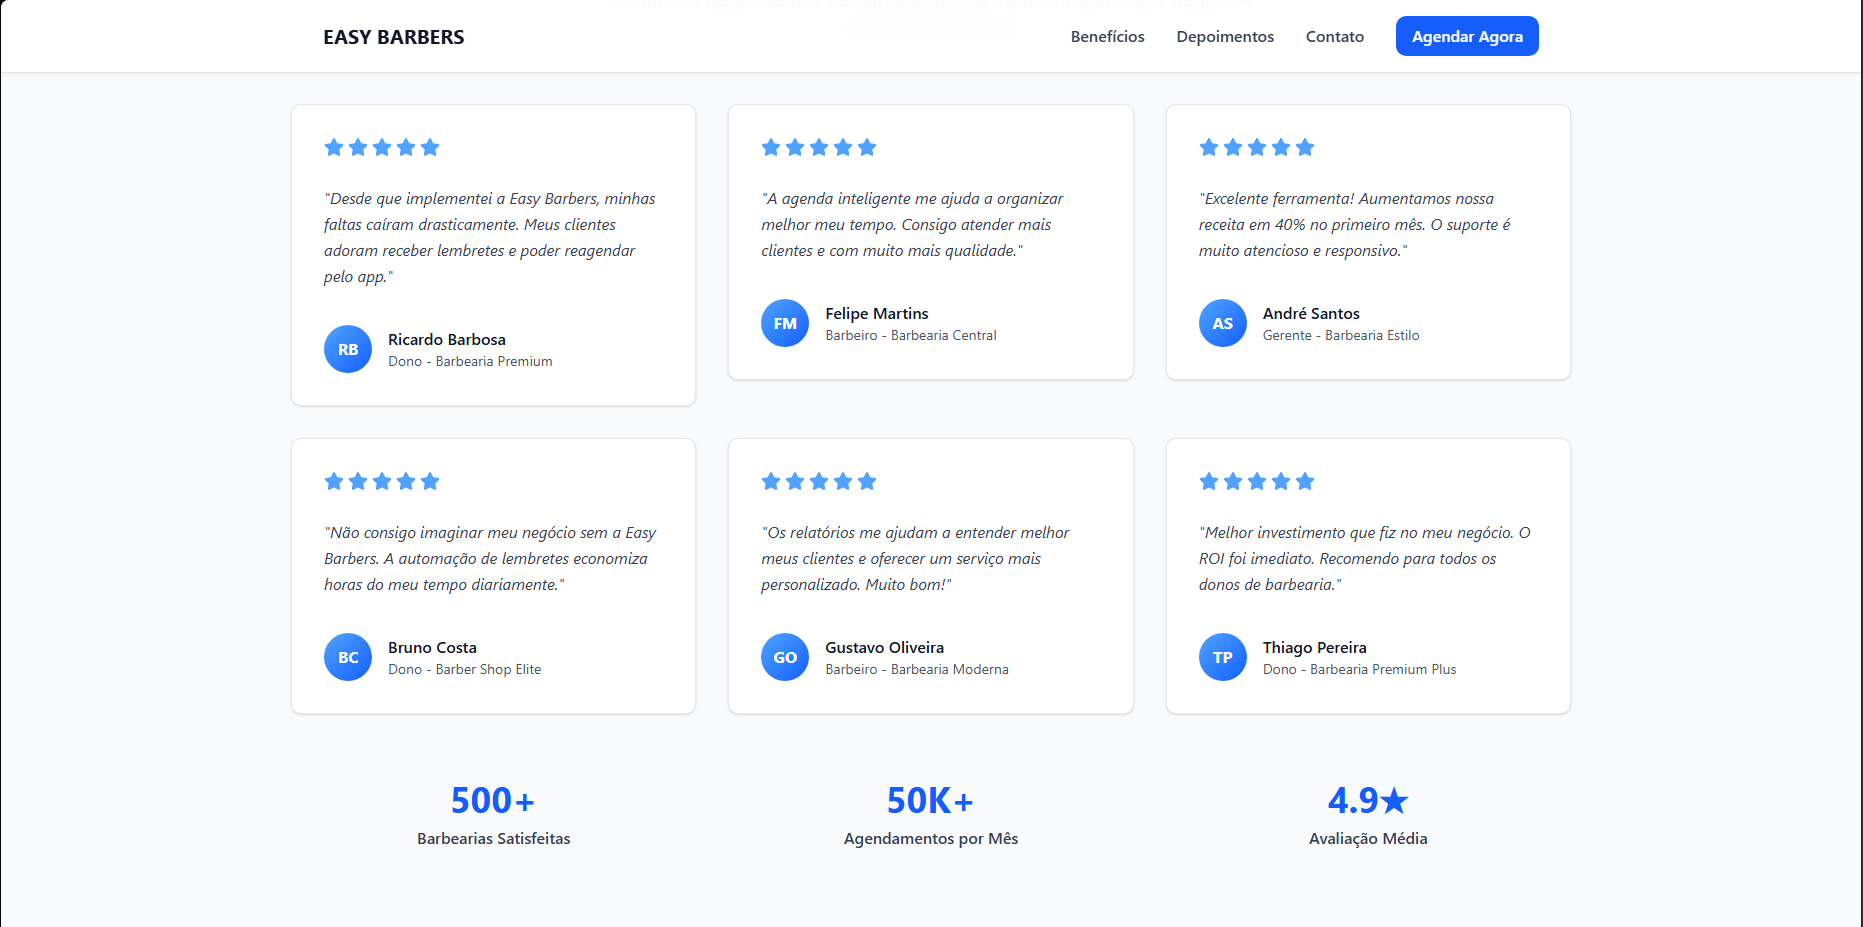 EASY BARBERS
Benefícios
Depoimentos
Contato
Agendar Agora
"Desde que implementei a Easy Barbers, minhas
faltas caíram drasticamente. Meus clientes
adoram receber lembretes e poder reagendar
pelo app."
RB
Ricardo Barbosa
Dono - Barbearia Premium
"A agenda inteligente me ajuda a organizar
melhor meu tempo. Consigo atender mais
clientes e com muito mais qualidade."
FM
Felipe Martins
Barbeiro - Barbearia Central
"Excelente ferramenta! Aumentamos nossa
receita em 40% no primeiro mês. O suporte é
muito atencioso e responsivo."
AS
André Santos
Gerente - Barbearia Estilo
"Não consigo imaginar meu negócio sem a Easy
Barbers. A automação de lembretes economiza
horas do meu tempo diariamente."
BC
Bruno Costa
Dono - Barber Shop Elite
"Os relatórios me ajudam a entender melhor
meus clientes e oferecer um serviço mais
personalizado. Muito bom!"
GO
Gustavo Oliveira
Barbeiro - Barbearia Moderna
"Melhor investimento que fiz no meu negócio. O
ROI foi imediato. Recomendo para todos os
donos de barbearia."
TP
Thiago Pereira
Dono - Barbearia Premium Plus
500+
Barbearias Satisfeitas
50K+
Agendamentos por Mês
4.9★
Avaliação Média